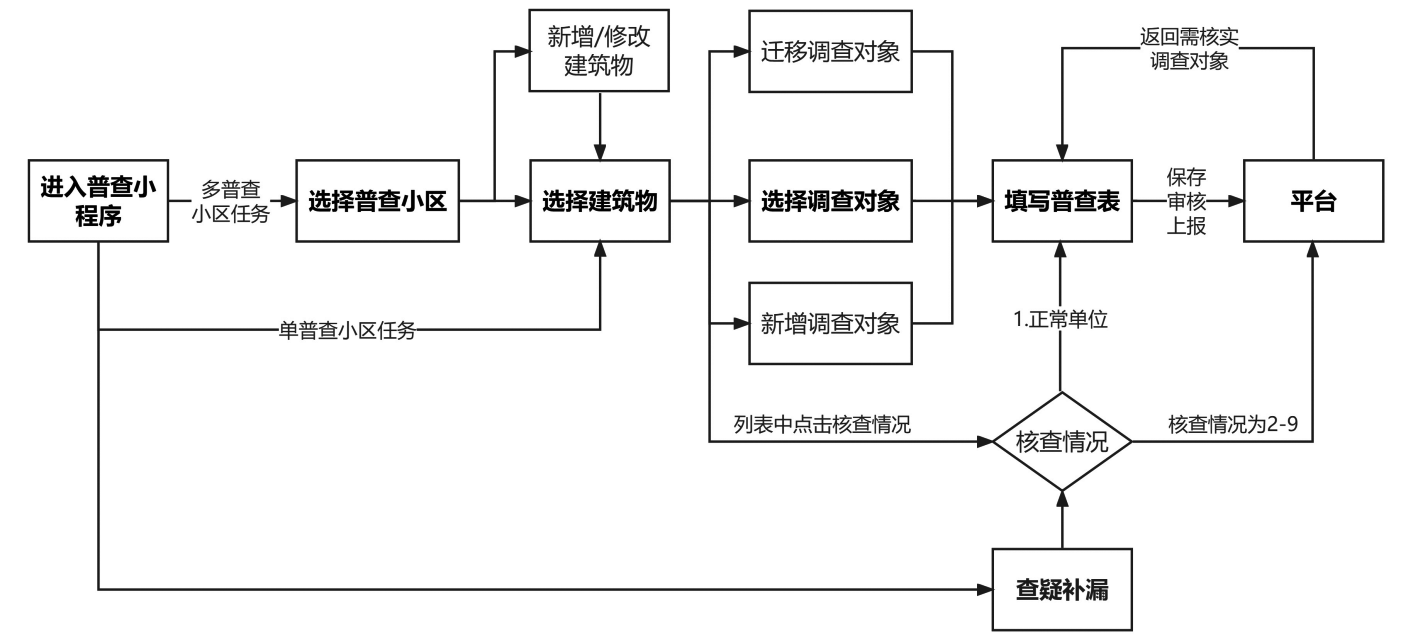 新增/修改
建筑物
迁移调查对象
返回需核实
调查对象
进入普查小
程序
多普查
小区任务
选择普查小区
选择建筑物
选择调查对象
填写普查表
保存
审核
上报
平台
单普查小区任务
新增调查对象
1.正常单位
列表中点击核查情况
核查情况
核查情况为2-9
查疑补漏